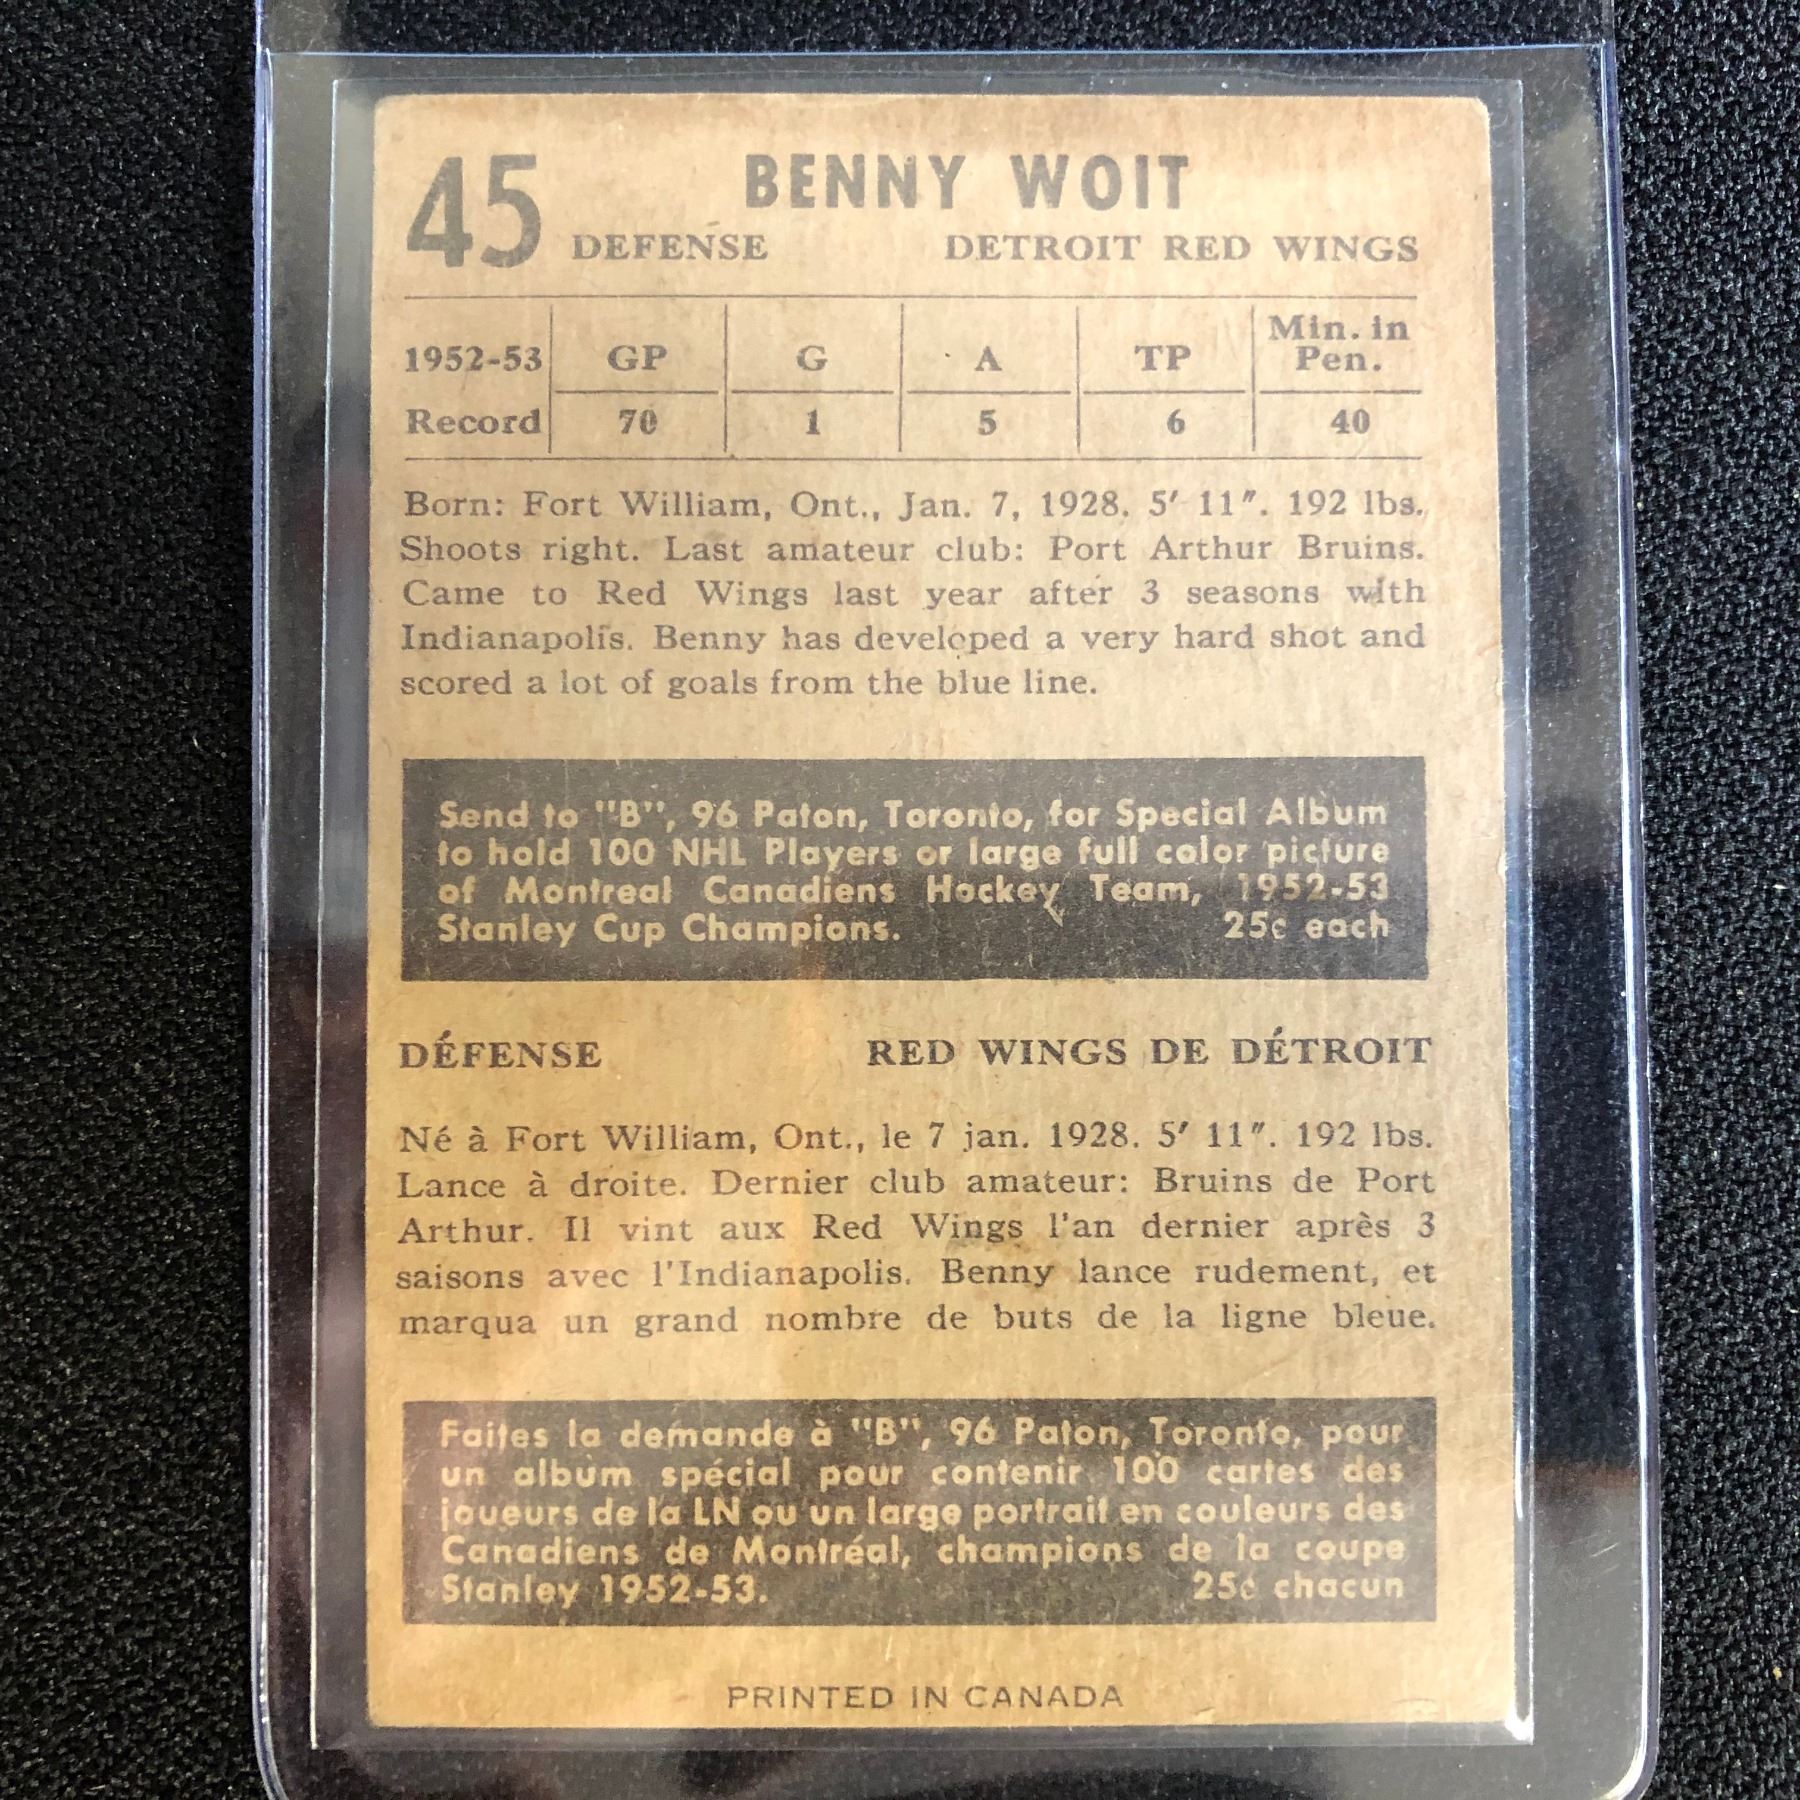 45 BENNY WOIT
DEFENSE DETROIT RED WINGS
1952-53 GP G A TP Min. in Pen.
Record 70 1 5 6 40
Born: Fort William, Ont., Jan. 7, 1928. 5′ 11″. 192 lbs.
Shoots right. Last amateur club: Port Arthur Bruins.
Came to Red Wings last year after 3 seasons with
Indianapolis. Benny has developed a very hard shot and
scored a lot of goals from the blue line.
Send to "B", 96 Paton, Toronto, for Special Album
to hold 100 NHL Players or large full color picture
of Montreal Canadiens Hockey Team, 1952-53
Stanley Cup Champions. 25c each
DÉFENSE RED WINGS DE DÉTROIT
Né à Fort William, Ont., le 7 jan. 1928. 5′ 11″. 192 lbs.
Lance à droite. Dernier club amateur: Bruins de Port
Arthur. Il vint aux Red Wings l'an dernier après 3
saisons avec l'Indianapolis. Benny lance rudement, et
marqua un grand nombre de buts de la ligne bleue.
Faites la demande à "B", 96 Paton, Toronto, pour
un album spécial pour contenir 100 cartes des
joueurs de la LN ou un large portrait en couleurs des
Canadiens de Montréal, champions de la coupe
Stanley 1952-53. 25c chacun
PRINTED IN CANADA